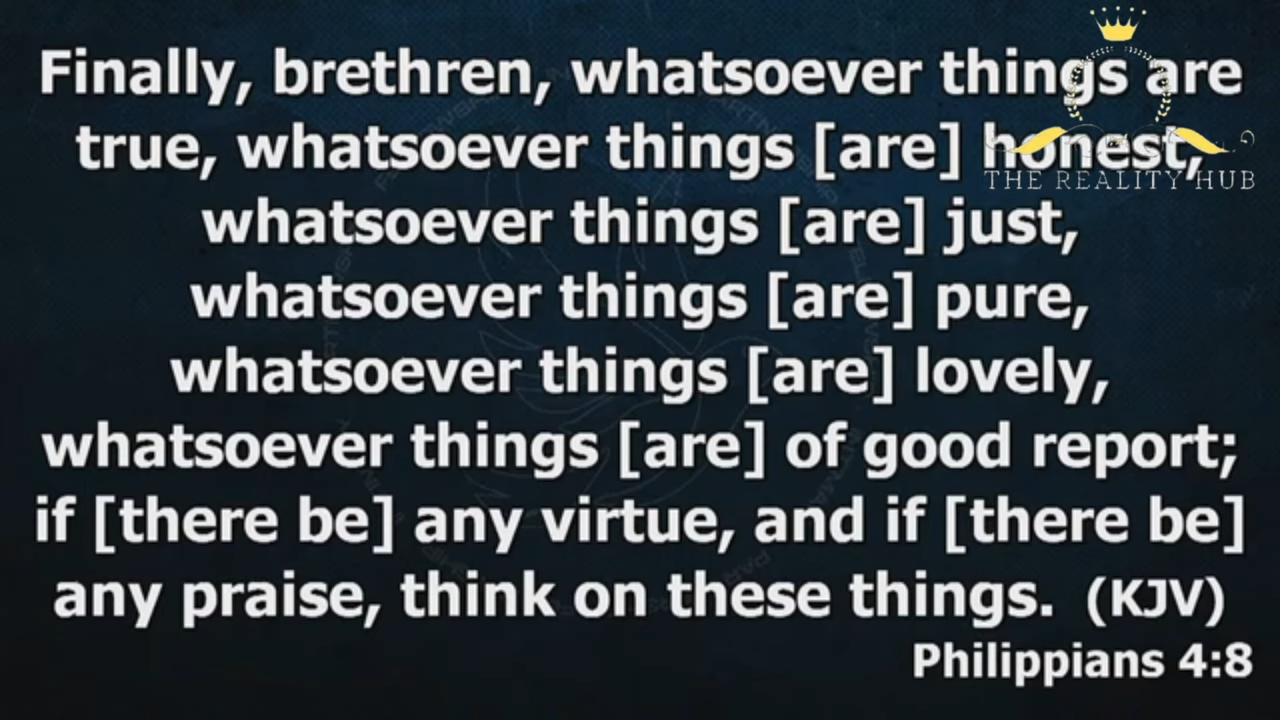 Finally, brethren, whatsoever things are
true, whatsoever things [are] honest,
THE REALITY HUB
whatsoever things [are] just,
whatsoever things [are] pure,
whatsoever things [are] lovely,
whatsoever things [are] of good report;
if [there be] any virtue, and if [there be]
any praise, think on these things. (KJV)
Philippians 4:8